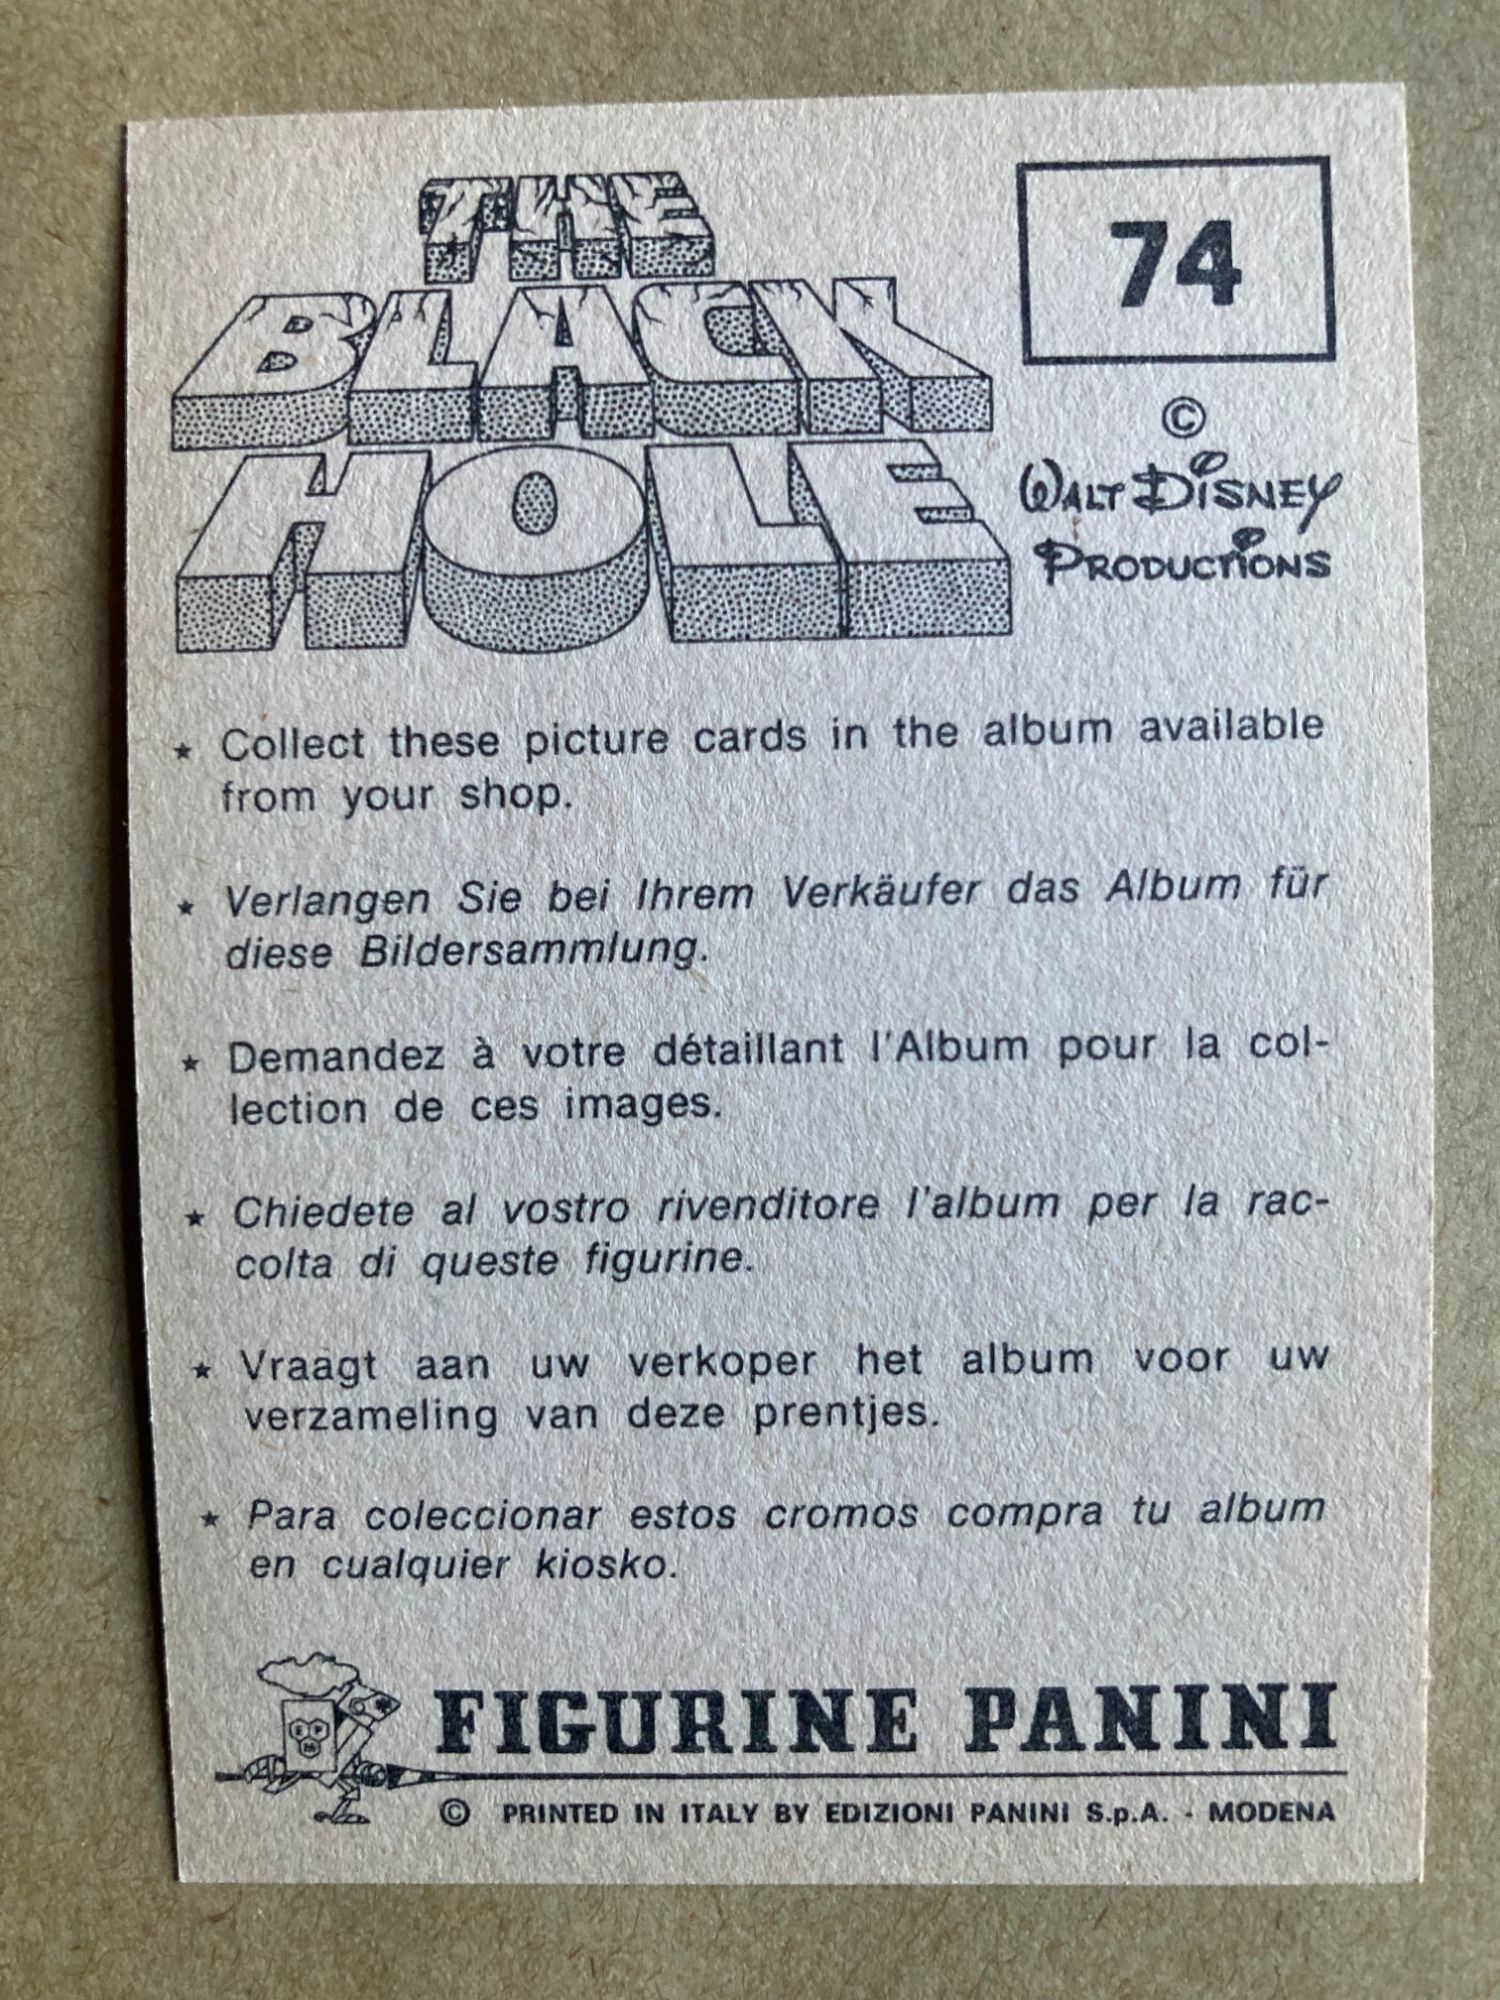 THE
BLACK
HOLE
74
©
WALT DISNEY
PRODUCTIONS
★ Collect these picture cards in the album available
from your shop.
★ Verlangen Sie bei Ihrem Verkäufer das Album für
diese Bildersammlung.
★ Demandez à votre détaillant l'Album pour la col-
lection de ces images.
★ Chiedete al vostro rivenditore l'album per la rac-
colta di queste figurine.
★ Vraagt aan uw verkoper het album voor uw
verzameling van deze prentjes.
★ Para coleccionar estos cromos compra tu album
en cualquier kiosko.
FIGURINE PANINI
© PRINTED IN ITALY BY EDIZIONI PANINI S.p.A. - MODENA